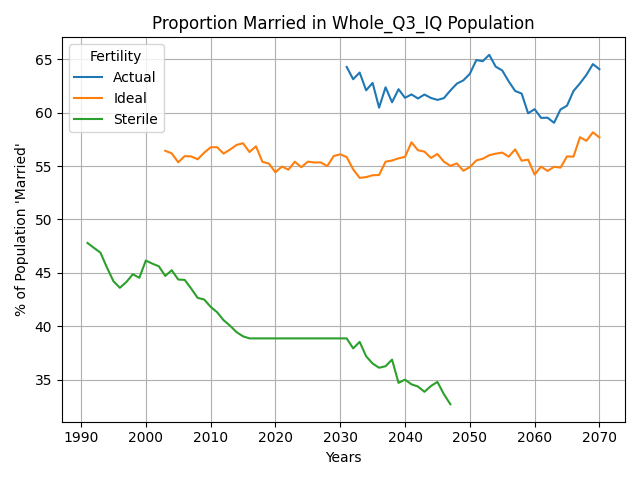 Proportion Married in Whole_Q3_IQ Population
Fertility
Actual
Ideal
Sterile
% of Population 'Married'
65
60
55
50
45
40
35
1990 2000 2010 2020 2030 2040 2050 2060 2070
Years